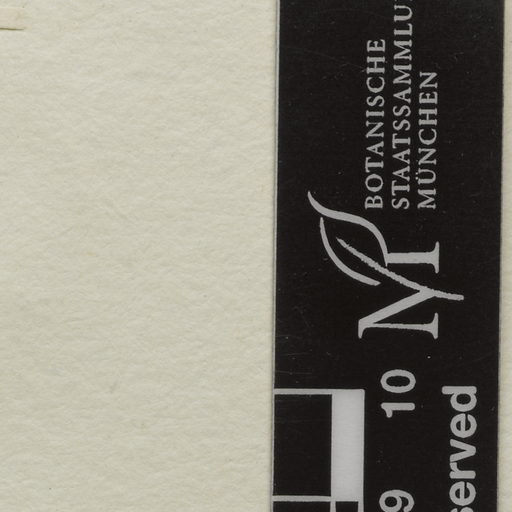 BOTANISCHE
STAATSSAMMLU
MÜNCHEN
9 10
served